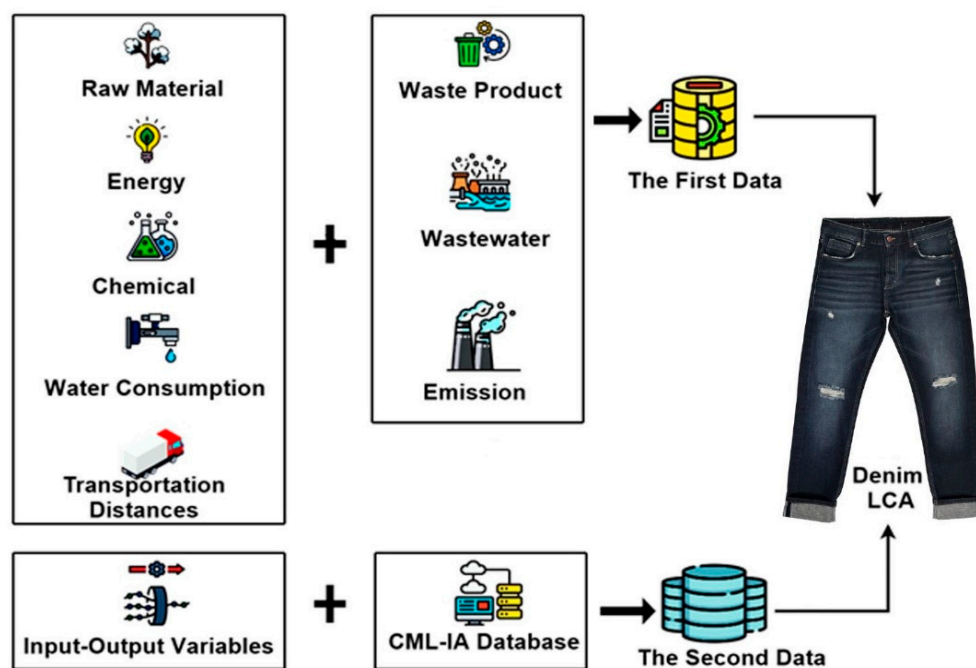 Raw Material
Energy
Chemical
Water Consumption
Transportation
Distances
Waste Product
Wastewater
Emission
The First Data
Denim
LCA
Input-Output Variables
CML-IA Database
The Second Data